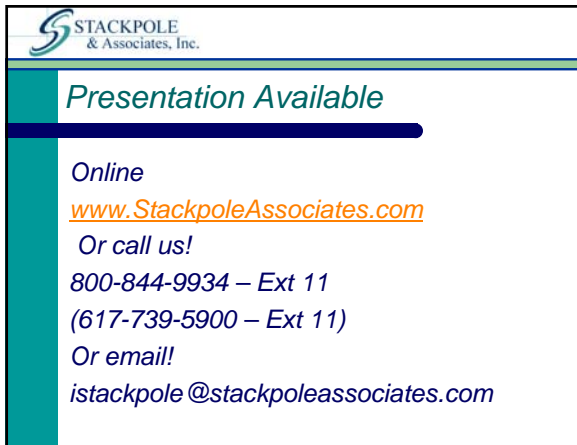 STACKPOLE
& Associates, Inc.
Presentation Available
Online
www.StackpoleAssociates.com
Or call us!
800-844-9934 – Ext 11
(617-739-5900 – Ext 11)
Or email!
istackpole@stackpoleassociates.com